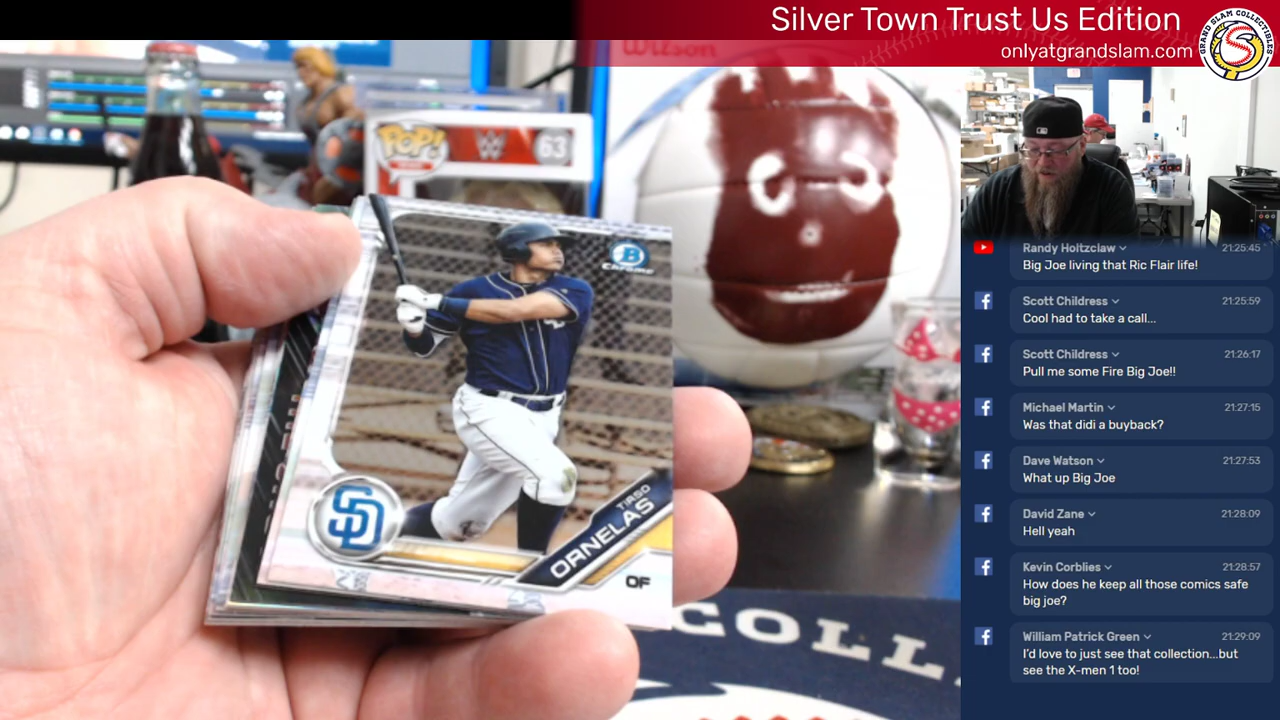 Silver Town Trust Us Edition
onlyatgrandslam.com
GRAND SLAM COLLECTIBLES
Wilson
POP!
W
63
B
Chrome
SD
TIRSO
ORNELAS
OF
COLL
Randy Holtzclaw
21:25:45
Big Joe living that Ric Flair life!
Scott Childress
21:25:59
Cool had to take a call...
Scott Childress
21:26:17
Pull me some Fire Big Joe!!
Michael Martin
21:27:15
Was that didi a buyback?
Dave Watson
21:27:53
What up Big Joe
David Zane
21:28:09
Hell yeah
Kevin Corblies
21:28:57
How does he keep all those comics safe
big joe?
William Patrick Green
21:29:09
I'd love to just see that collection...but
see the X-men 1 too!